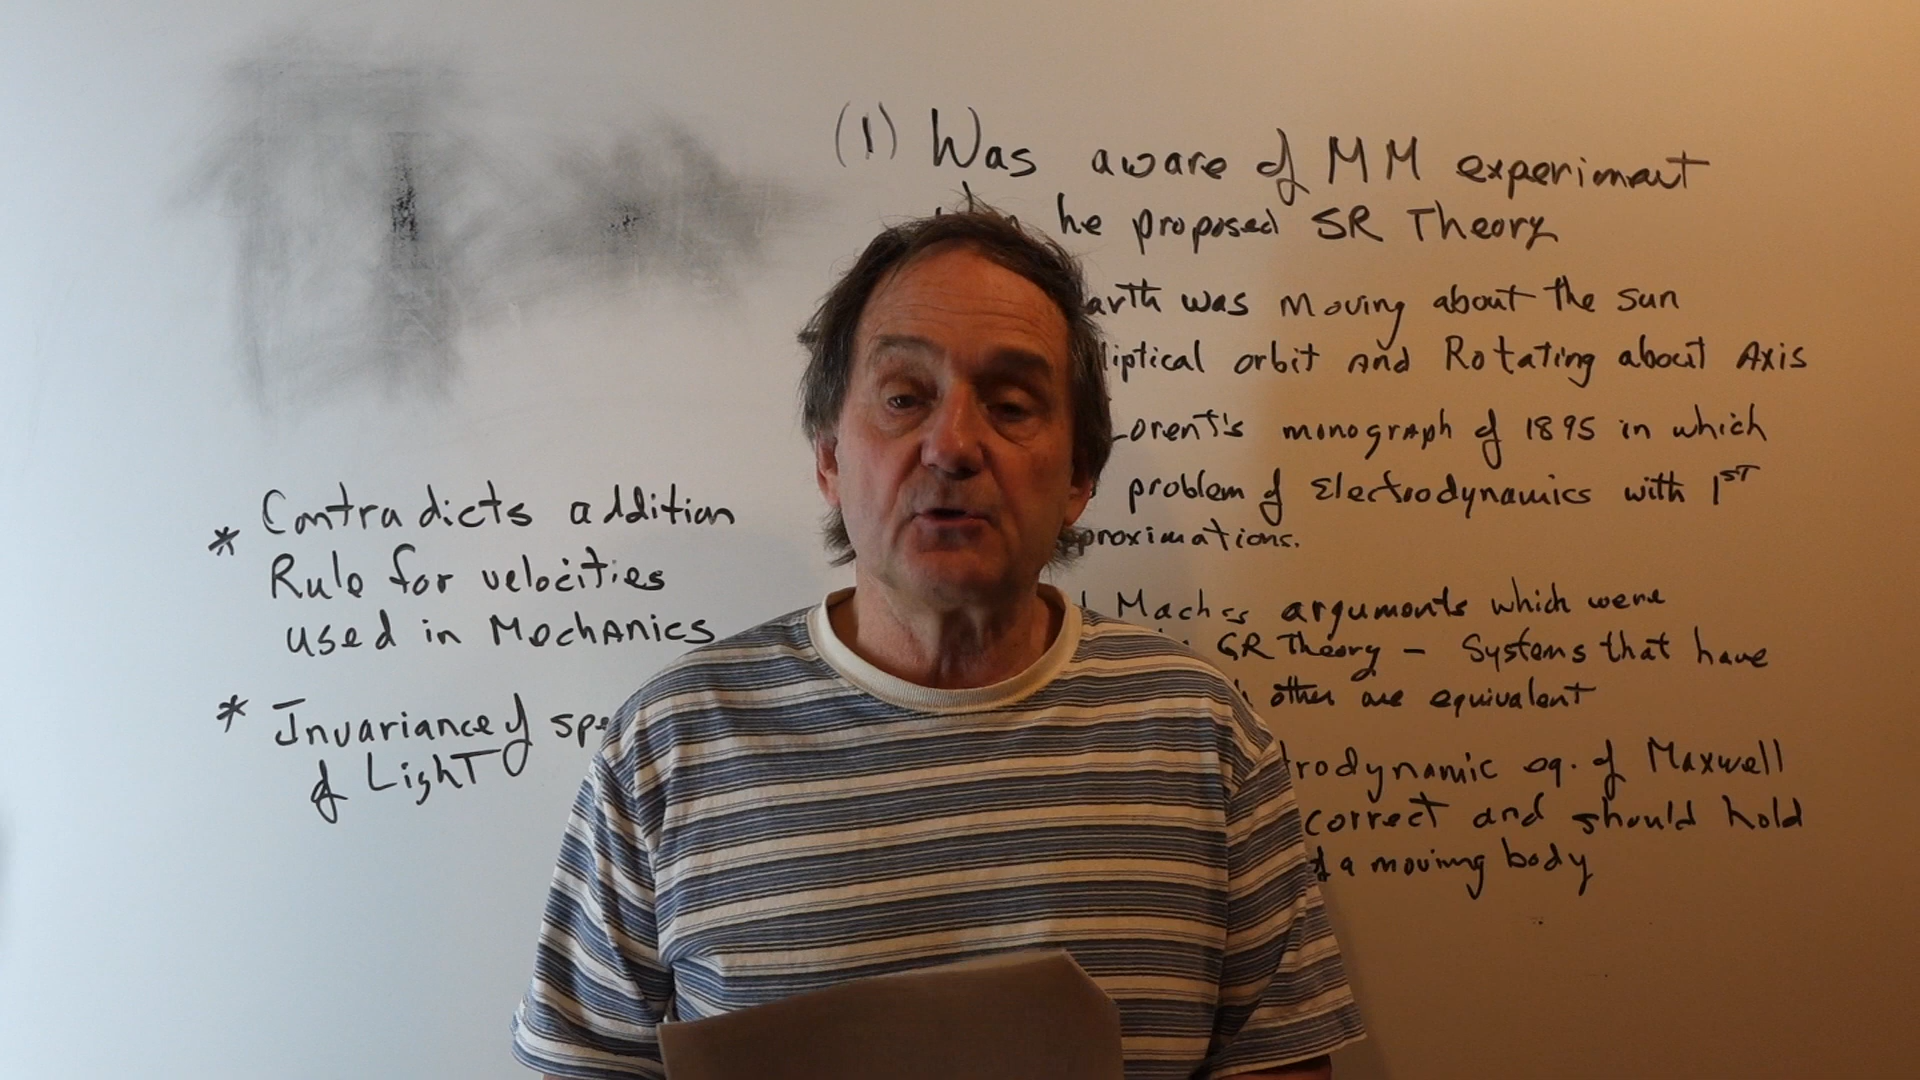 (1) Was aware of MM experiment
he proposed SR Theory
arth was Moving about the sun
liptical orbit and Rotating about Axis
Lorent's monograph of 1895 in which
problem of Electrodynamics with 1ST
proximations.
Mach arguments which were
GR Theory - Systems that have
other are equivalent
trodynamic eq. of Maxwell
correct and should hold
a moving body
* Contradicts addition
Rule for velocities
used in Mechanics
* Invariance of spe
of Light